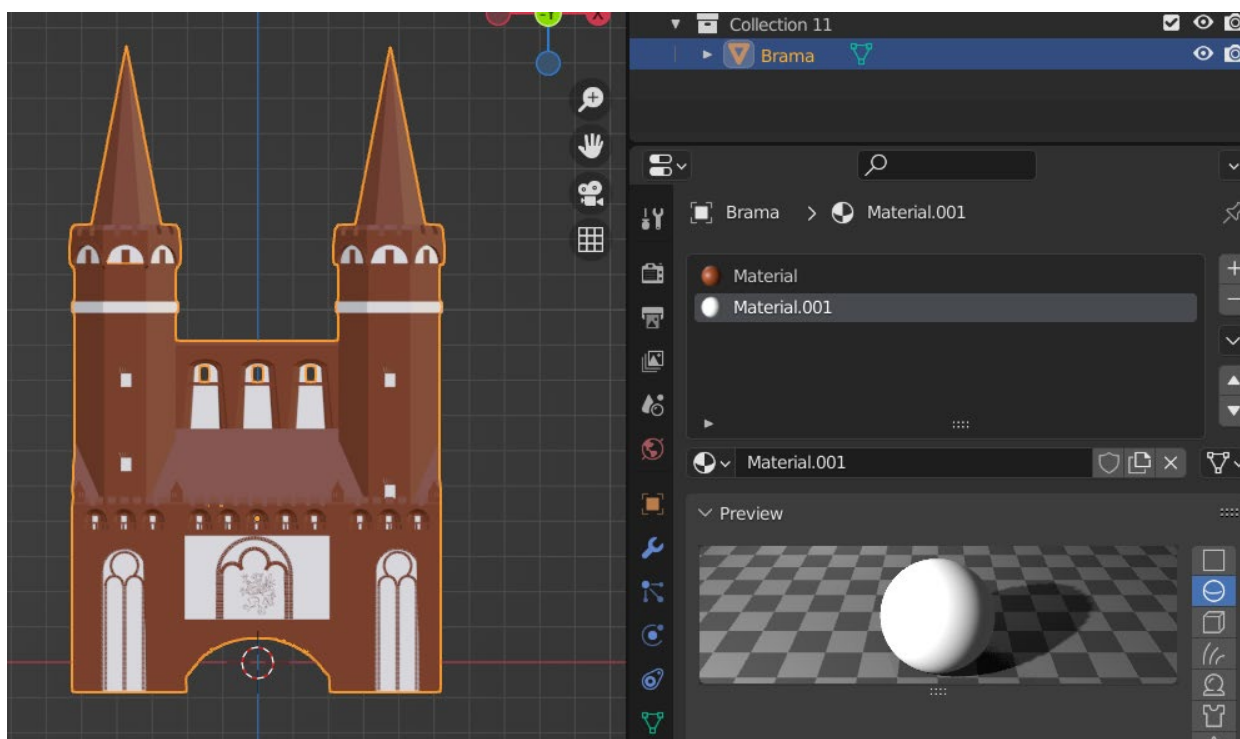 -Y
X
Collection 11
Brama
Brama > Material.001
Material
Material.001
Material.001
Preview